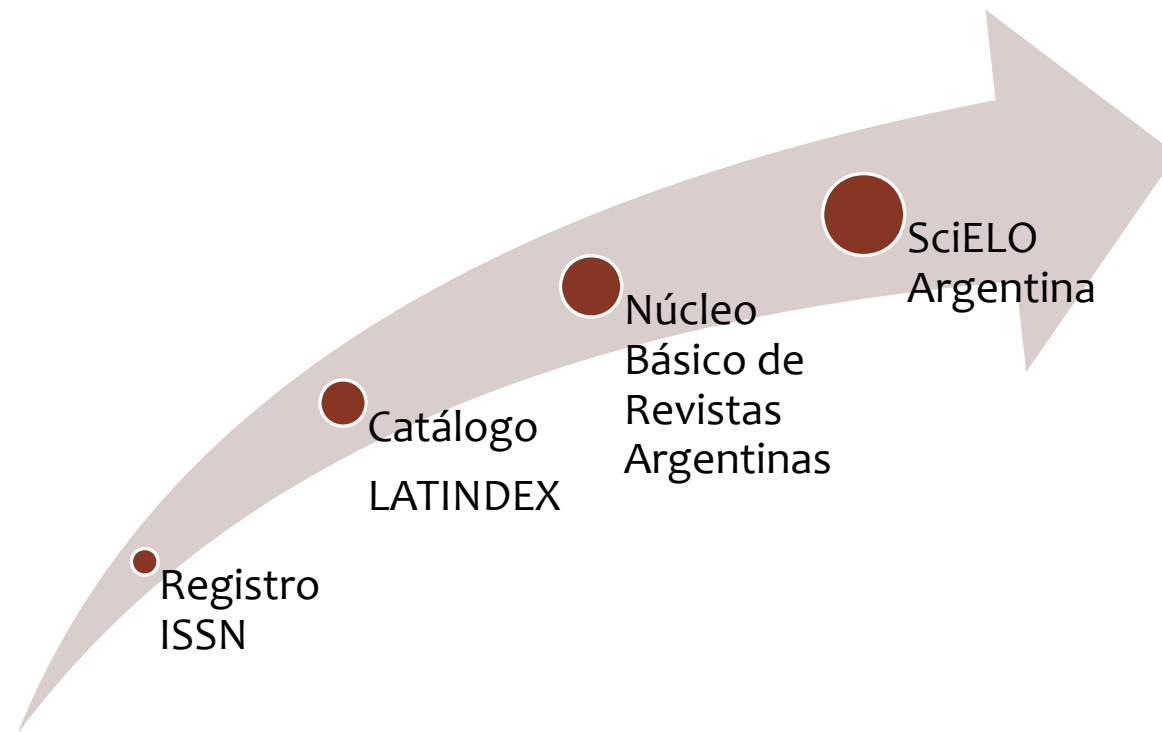 Registro
ISSN
Catálogo
LATINDEX
Núcleo
Básico de
Revistas
Argentinas
SciELO
Argentina